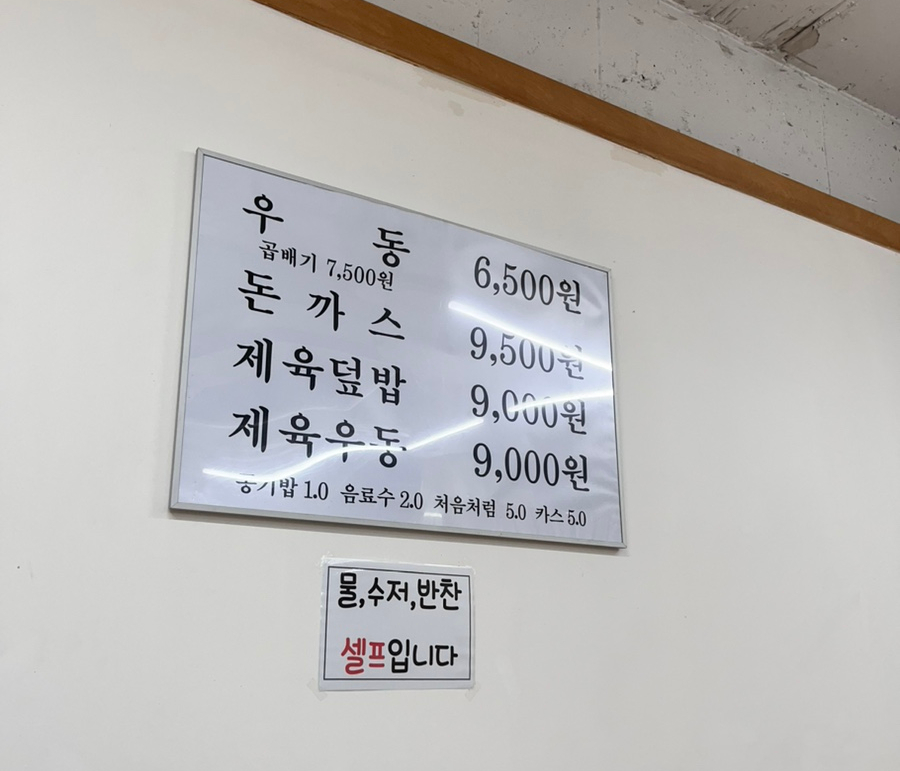 우 동 6,500원
곱배기 7,500원
돈 까 스 9,500원
제육덮밥 9,000원
제육우동 9,000원
공기밥 1.0 음료수 2.0 처음처럼 5.0 카스 5.0
물,수저,반찬
셀프입니다